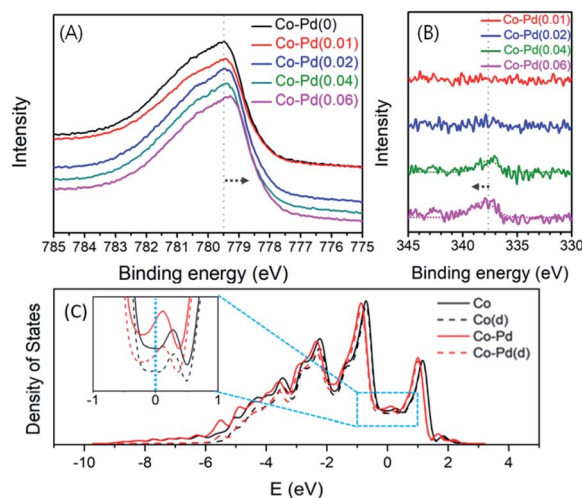 (A)
Co-Pd(0)
Co-Pd(0.01)
Co-Pd(0.02)
Co-Pd(0.04)
Co-Pd(0.06)
Intensity
785 784 783 782 781 780 779 778 777 776 775
Binding energy (eV)
(B)
Co-Pd(0.01)
Co-Pd(0.02)
Co-Pd(0.04)
Co-Pd(0.06)
Intensity
345 340 335 330
Binding energy (eV)
(C)
Co
Co(d)
Co-Pd
Co-Pd(d)
Density of States
-1 0 1
-10 -8 -6 -4 -2 0 2 4
E (eV)